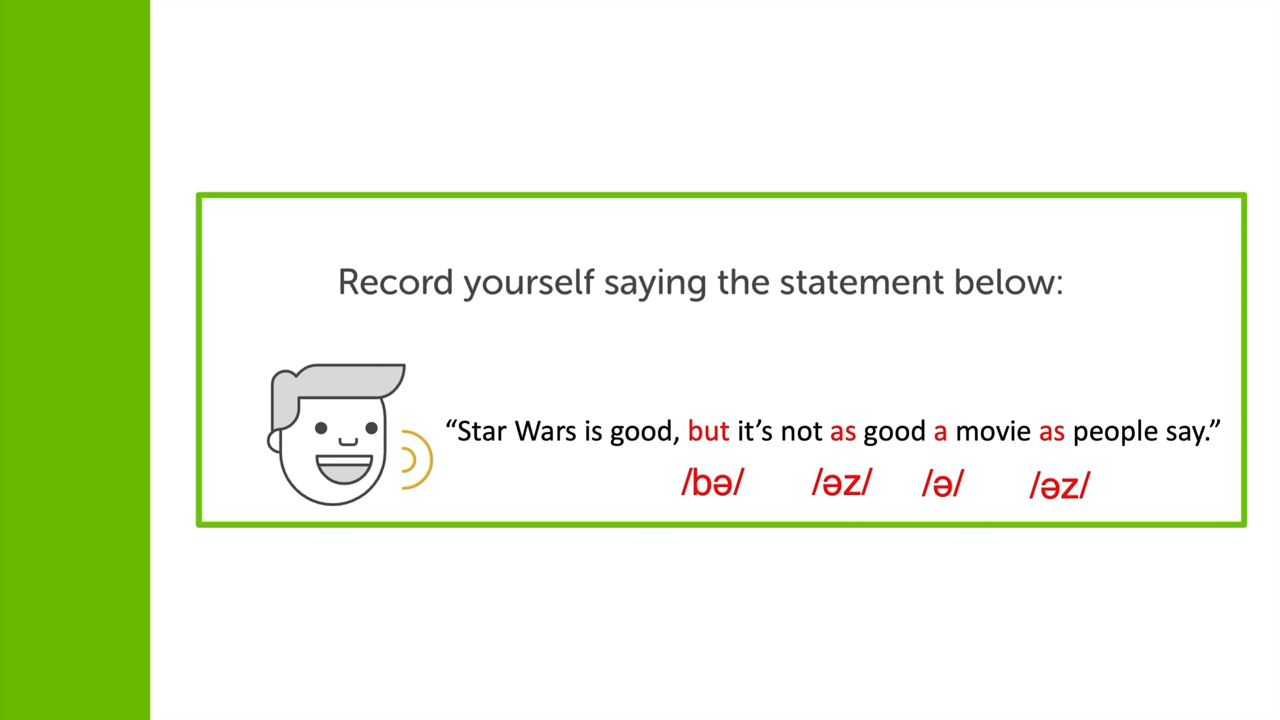 Record yourself saying the statement below:
“Star Wars is good, but it’s not as good a movie as people say.”
/bə/ /əz/ /ə/ /əz/